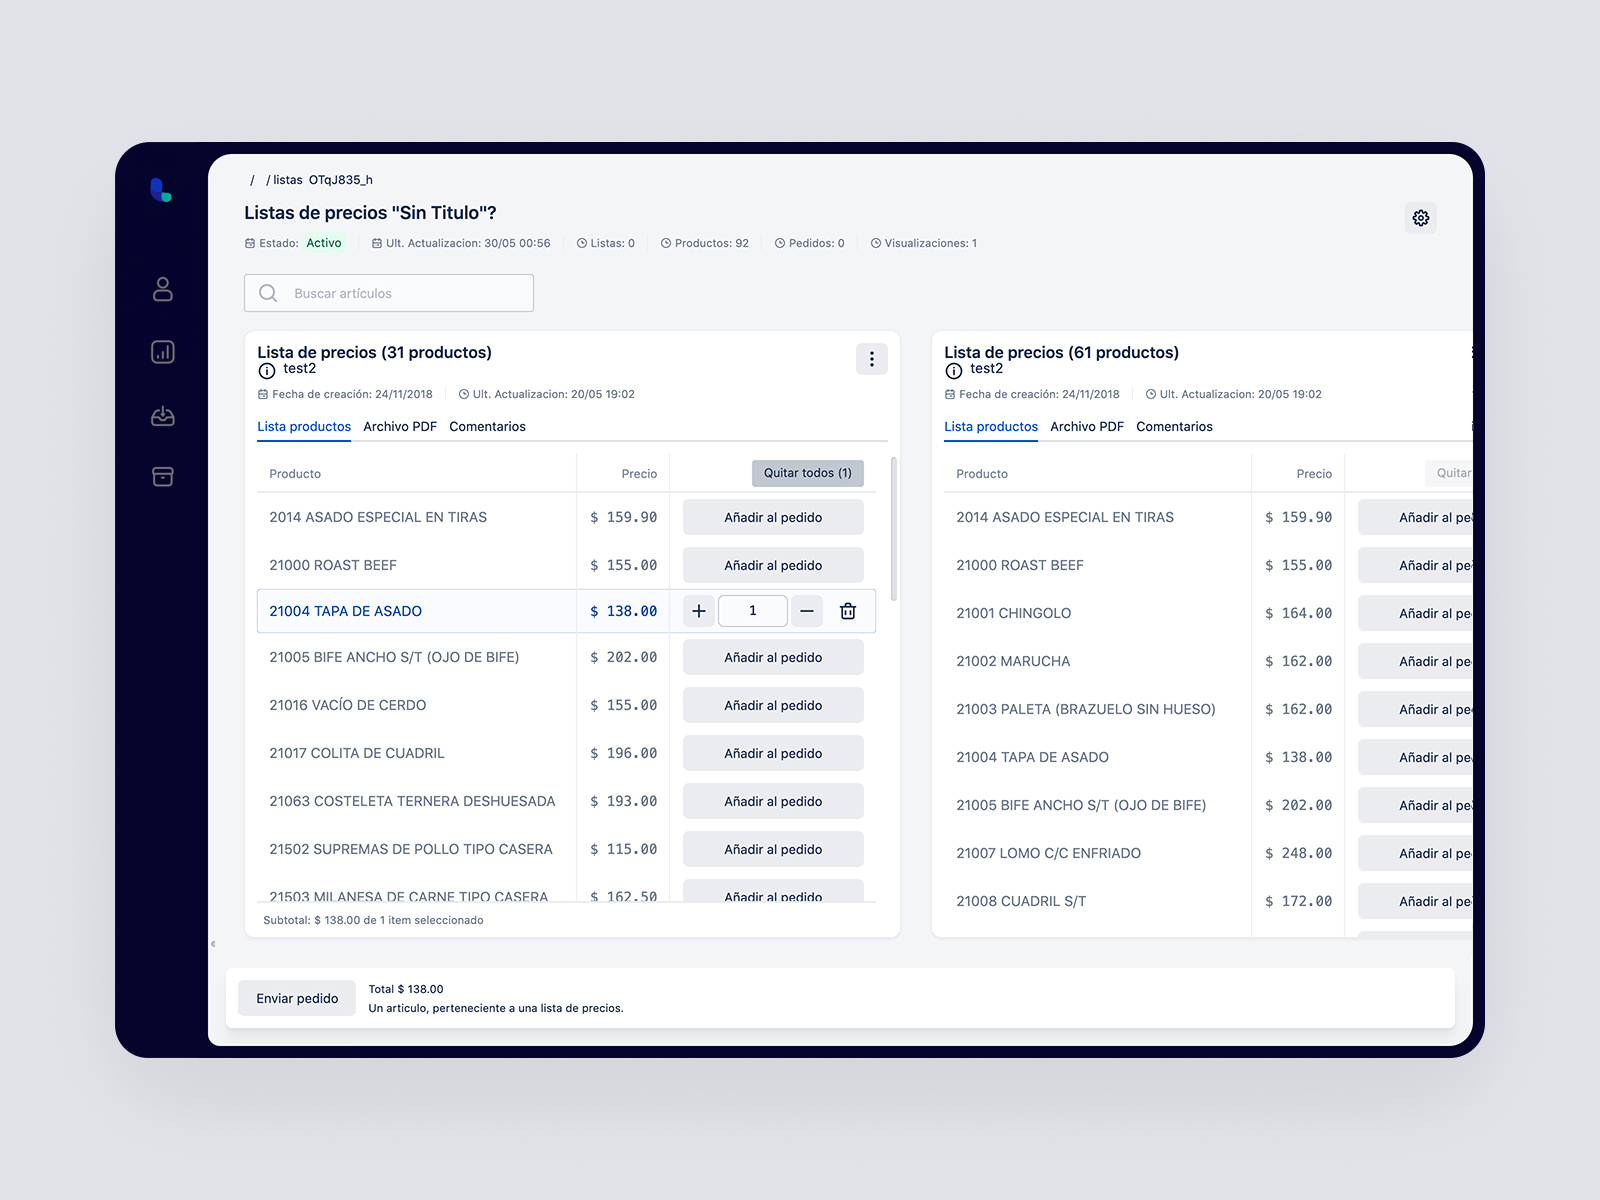 / / listas OTqJ835_h
Listas de precios "Sin Titulo"?
Estado: Activo Ult. Actualizacion: 30/05 00:56 Listas: 0 Productos: 92 Pedidos: 0 Visualizaciones: 1
Buscar artículos
Lista de precios (31 productos)
test2
Fecha de creación: 24/11/2018 Ult. Actualizacion: 20/05 19:02
Lista productos Archivo PDF Comentarios
Producto Precio Quitar todos (1)
2014 ASADO ESPECIAL EN TIRAS $ 159.90 Añadir al pedido
21000 ROAST BEEF $ 155.00 Añadir al pedido
21004 TAPA DE ASADO $ 138.00 + 1 −
21005 BIFE ANCHO S/T (OJO DE BIFE) $ 202.00 Añadir al pedido
21016 VACÍO DE CERDO $ 155.00 Añadir al pedido
21017 COLITA DE CUADRIL $ 196.00 Añadir al pedido
21063 COSTELETA TERNERA DESHUESADA $ 193.00 Añadir al pedido
21502 SUPREMAS DE POLLO TIPO CASERA $ 115.00 Añadir al pedido
21503 MILANESA DE CARNE TIPO CASERA $ 162.50 Añadir al pedido
Subtotal: $ 138.00 de 1 item seleccionado
Lista de precios (61 productos)
test2
Fecha de creación: 24/11/2018 Ult. Actualizacion: 20/05 19:02
Lista productos Archivo PDF Comentarios
Producto Precio Quitar
2014 ASADO ESPECIAL EN TIRAS $ 159.90 Añadir al pe
21000 ROAST BEEF $ 155.00 Añadir al pe
21001 CHINGOLO $ 164.00 Añadir al pe
21002 MARUCHA $ 162.00 Añadir al pe
21003 PALETA (BRAZUELO SIN HUESO) $ 162.00 Añadir al pe
21004 TAPA DE ASADO $ 138.00 Añadir al pe
21005 BIFE ANCHO S/T (OJO DE BIFE) $ 202.00 Añadir al pe
21007 LOMO C/C ENFRIADO $ 248.00 Añadir al pe
21008 CUADRIL S/T $ 172.00 Añadir al pe
Enviar pedido
Total $ 138.00
Un articulo, perteneciente a una lista de precios.